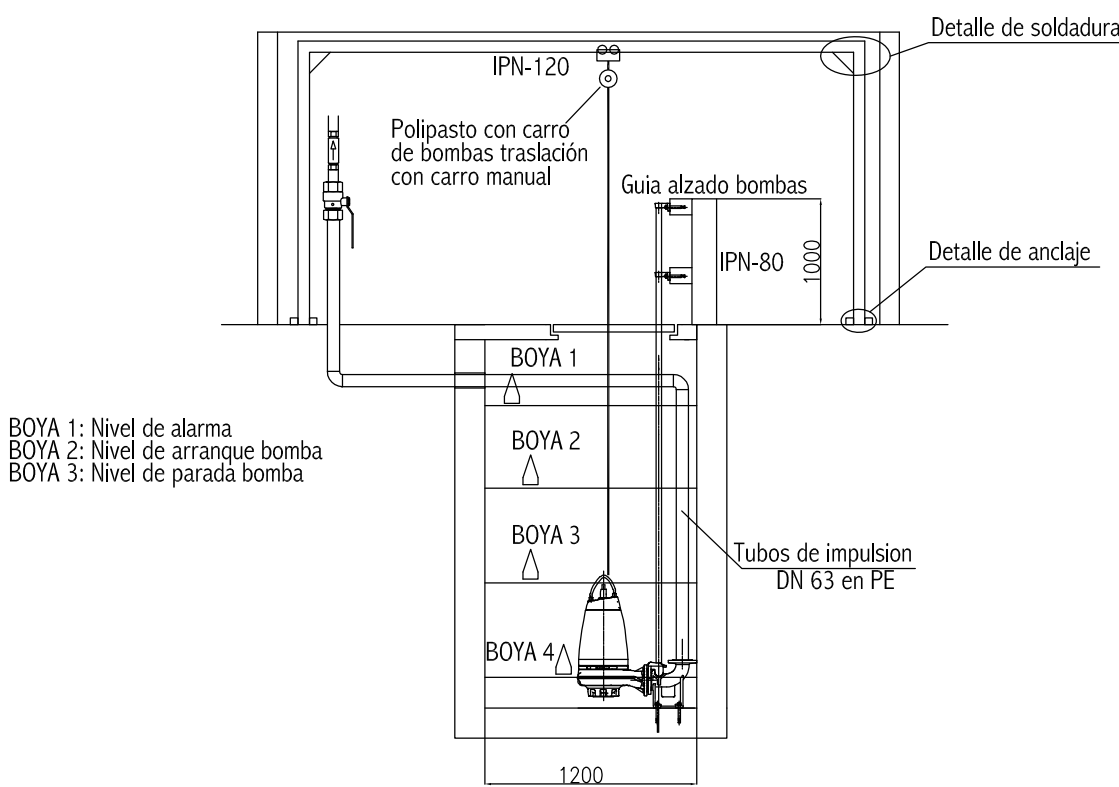 Detalle de soldadura
IPN-120
Polipasto con carro
de bombas traslación
con carro manual
Guia alzado bombas
IPN-80
1000
Detalle de anclaje
BOYA 1
BOYA 1: Nivel de alarma
BOYA 2: Nivel de arranque bomba
BOYA 3: Nivel de parada bomba
BOYA 2
BOYA 3
Tubos de impulsion
DN 63 en PE
BOYA 4
1200